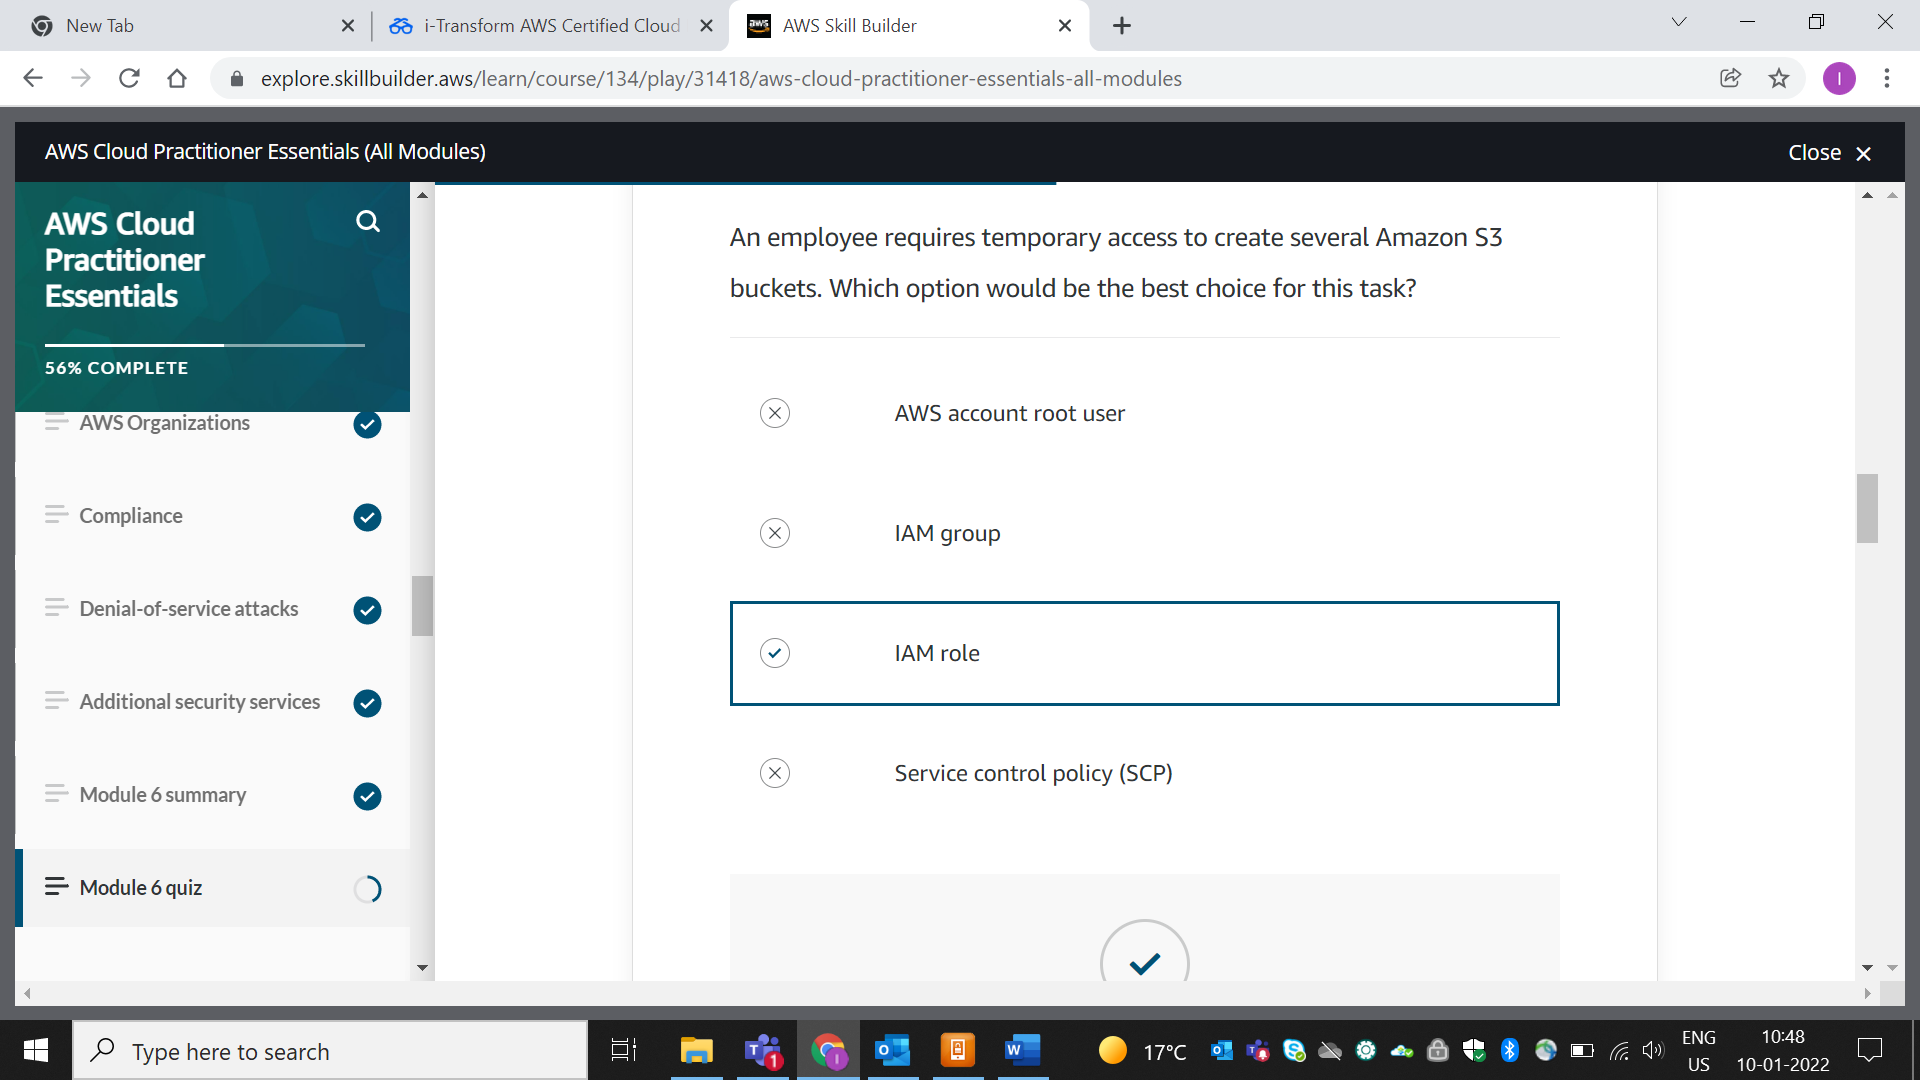 New Tab
i-Transform AWS Certified Cloud
aws
AWS Skill Builder
explore.skillbuilder.aws/learn/course/134/play/31418/aws-cloud-practitioner-essentials-all-modules
I
AWS Cloud Practitioner Essentials (All Modules)
Close
AWS Cloud
Practitioner
Essentials
56% COMPLETE
AWS Organizations
Compliance
Denial-of-service attacks
Additional security services
Module 6 summary
Module 6 quiz
An employee requires temporary access to create several Amazon S3
buckets. Which option would be the best choice for this task?
AWS account root user
IAM group
IAM role
Service control policy (SCP)
Type here to search
1
I
17°C
ENG
US
10:48
10-01-2022